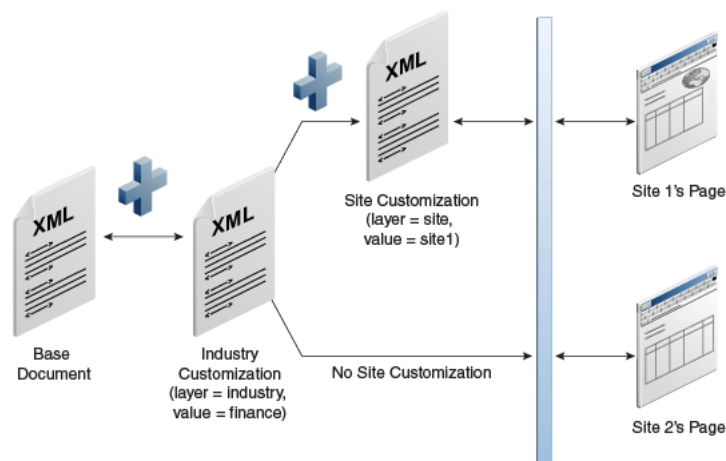 XML
Site Customization
(layer = site,
value = site1)
Site 1's Page
XML
Base
Document
XML
Industry
Customization
(layer = industry,
value = finance)
No Site Customization
Site 2's Page